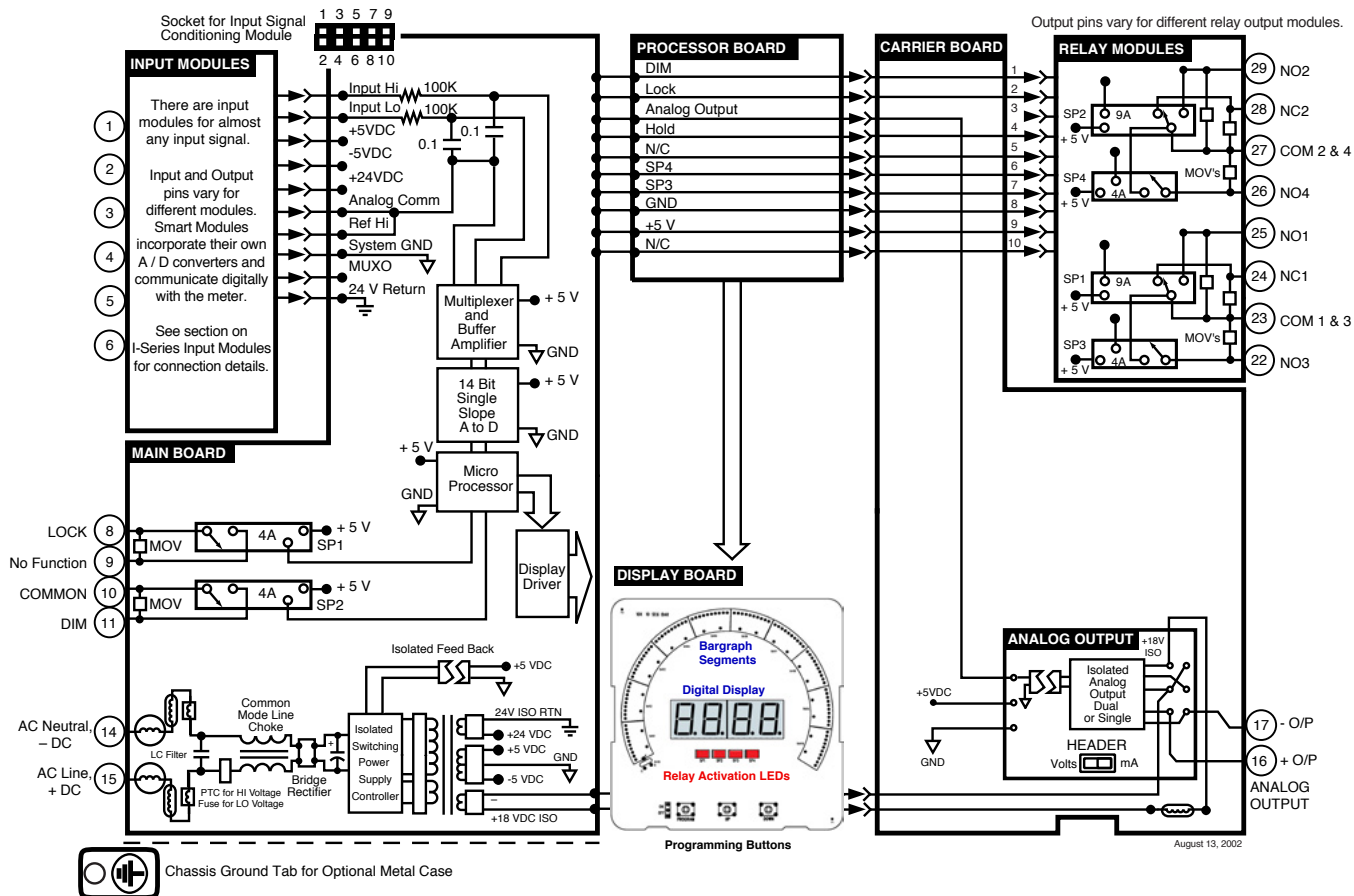 Socket for Input Signal
Conditioning Module
1 3 5 7 9
2 4 6 8 10
INPUT MODULES
There are input
modules for almost
any input signal.
Input and Output
pins vary for
different modules.
Smart Modules
incorporate their own
A / D converters and
communicate digitally
with the meter.
See section on
I-Series Input Modules
for connection details.
1
2
3
4
5
6
Input Hi
100K
Input Lo
100K
+5VDC
-5VDC
+24VDC
Analog Comm
Ref Hi
System GND
MUXO
24 V Return
0.1
0.1
Multiplexer
and
Buffer
Amplifier
+ 5 V
GND
14 Bit
Single
Slope
A to D
+ 5 V
GND
Micro
Processor
+ 5 V
GND
Display
Driver
MAIN BOARD
LOCK
8
No Function
9
COMMON
10
DIM
11
MOV
4A
+ 5 V
SP1
MOV
4A
+ 5 V
SP2
AC Neutral,
– DC
14
AC Line,
+ DC
15
LC Filter
Common
Mode Line
Choke
PTC for HI Voltage
Fuse for LO Voltage
Bridge
Rectifier
+
Isolated
Switching
Power
Supply
Controller
Isolated Feed Back
+5 VDC
24V ISO RTN
+24 VDC
+5 VDC
GND
-5 VDC
–
+18 VDC ISO
Chassis Ground Tab for Optional Metal Case
PROCESSOR BOARD
DIM
Lock
Analog Output
Hold
N/C
SP4
SP3
GND
+5 V
N/C
DISPLAY BOARD
Bargraph
Segments
Digital Display
Relay Activation LEDs
Programming Buttons
CARRIER BOARD
1
2
3
4
5
6
7
8
9
10
Output pins vary for different relay output modules.
RELAY MODULES
SP2
+ 5 V
9A
SP4
+ 5 V
4A
MOV's
SP1
+ 5 V
9A
SP3
+ 5 V
4A
MOV's
29 NO2
28 NC2
27 COM 2 & 4
26 NO4
25 NO1
24 NC1
23 COM 1 & 3
22 NO3
ANALOG OUTPUT
+18V
ISO
Isolated
Analog
Output
Dual
or Single
+5VDC
GND
HEADER
Volts
mA
17 - O/P
16 + O/P
ANALOG
OUTPUT
August 13, 2002